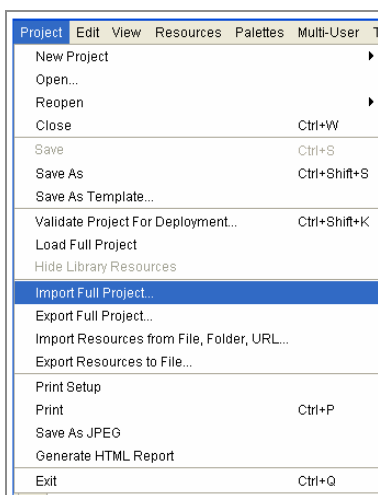 Project Edit View Resources Palettes Multi-User T
New Project
Open...
Reopen
Close Ctrl+W
Save Ctrl+S
Save As Ctrl+Shift+S
Save As Template...
Validate Project For Deployment... Ctrl+Shift+K
Load Full Project
Hide Library Resources
Import Full Project...
Export Full Project...
Import Resources from File, Folder, URL...
Export Resources to File...
Print Setup
Print Ctrl+P
Save As JPEG
Generate HTML Report
Exit Ctrl+Q